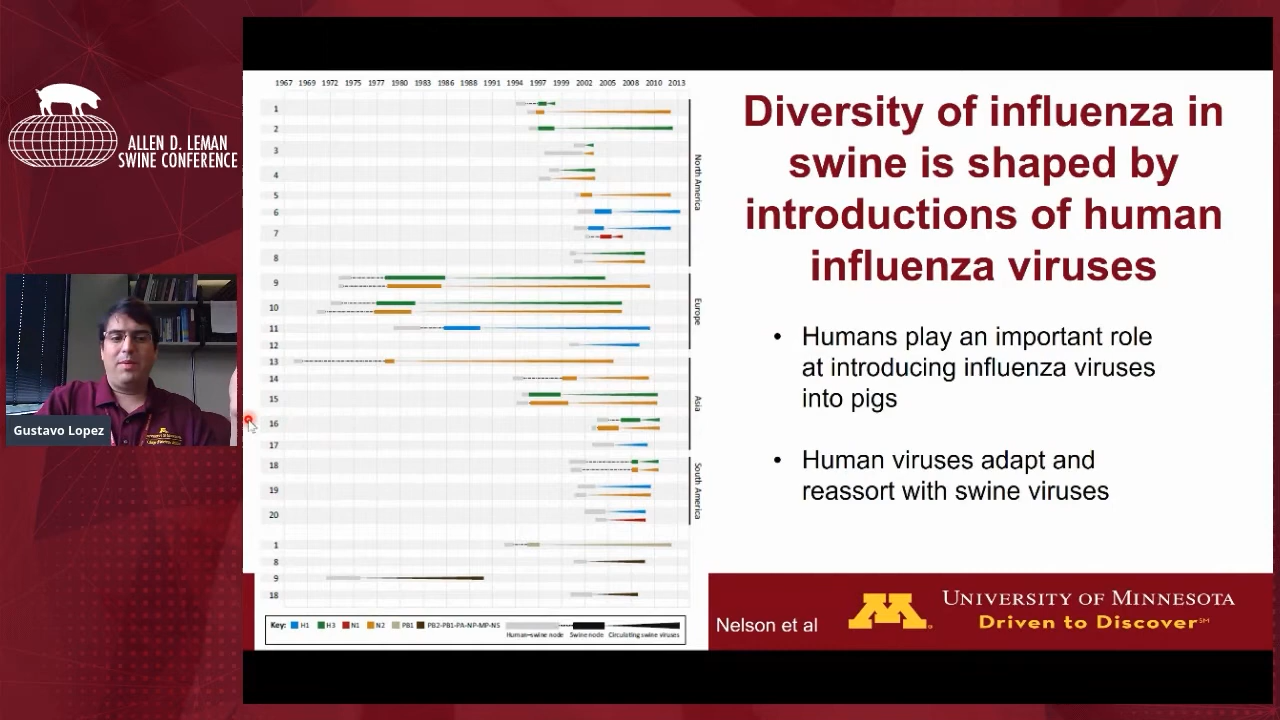 ALLEN D. LEMAN
SWINE CONFERENCE
Gustavo Lopez
1967 1969 1972 1975 1977 1980 1983 1986 1988 1991 1994 1997 1999 2002 2005 2008 2010 2013
1
2
3
4
5
6
7
8
North America
9
10
11
12
Europe
13
14
15
16
17
Asia
18
19
20
South America
1
8
9
18
Key: H1 H3 N1 N2 PB1 PB2-PB1-PA-NP-MP-NS
Human-swine node Swine node Circulating swine viruses
Diversity of influenza in
swine is shaped by
introductions of human
influenza viruses
• Humans play an important role
at introducing influenza viruses
into pigs
• Human viruses adapt and
reassort with swine viruses
Nelson et al
M
UNIVERSITY OF MINNESOTA
Driven to Discover℠